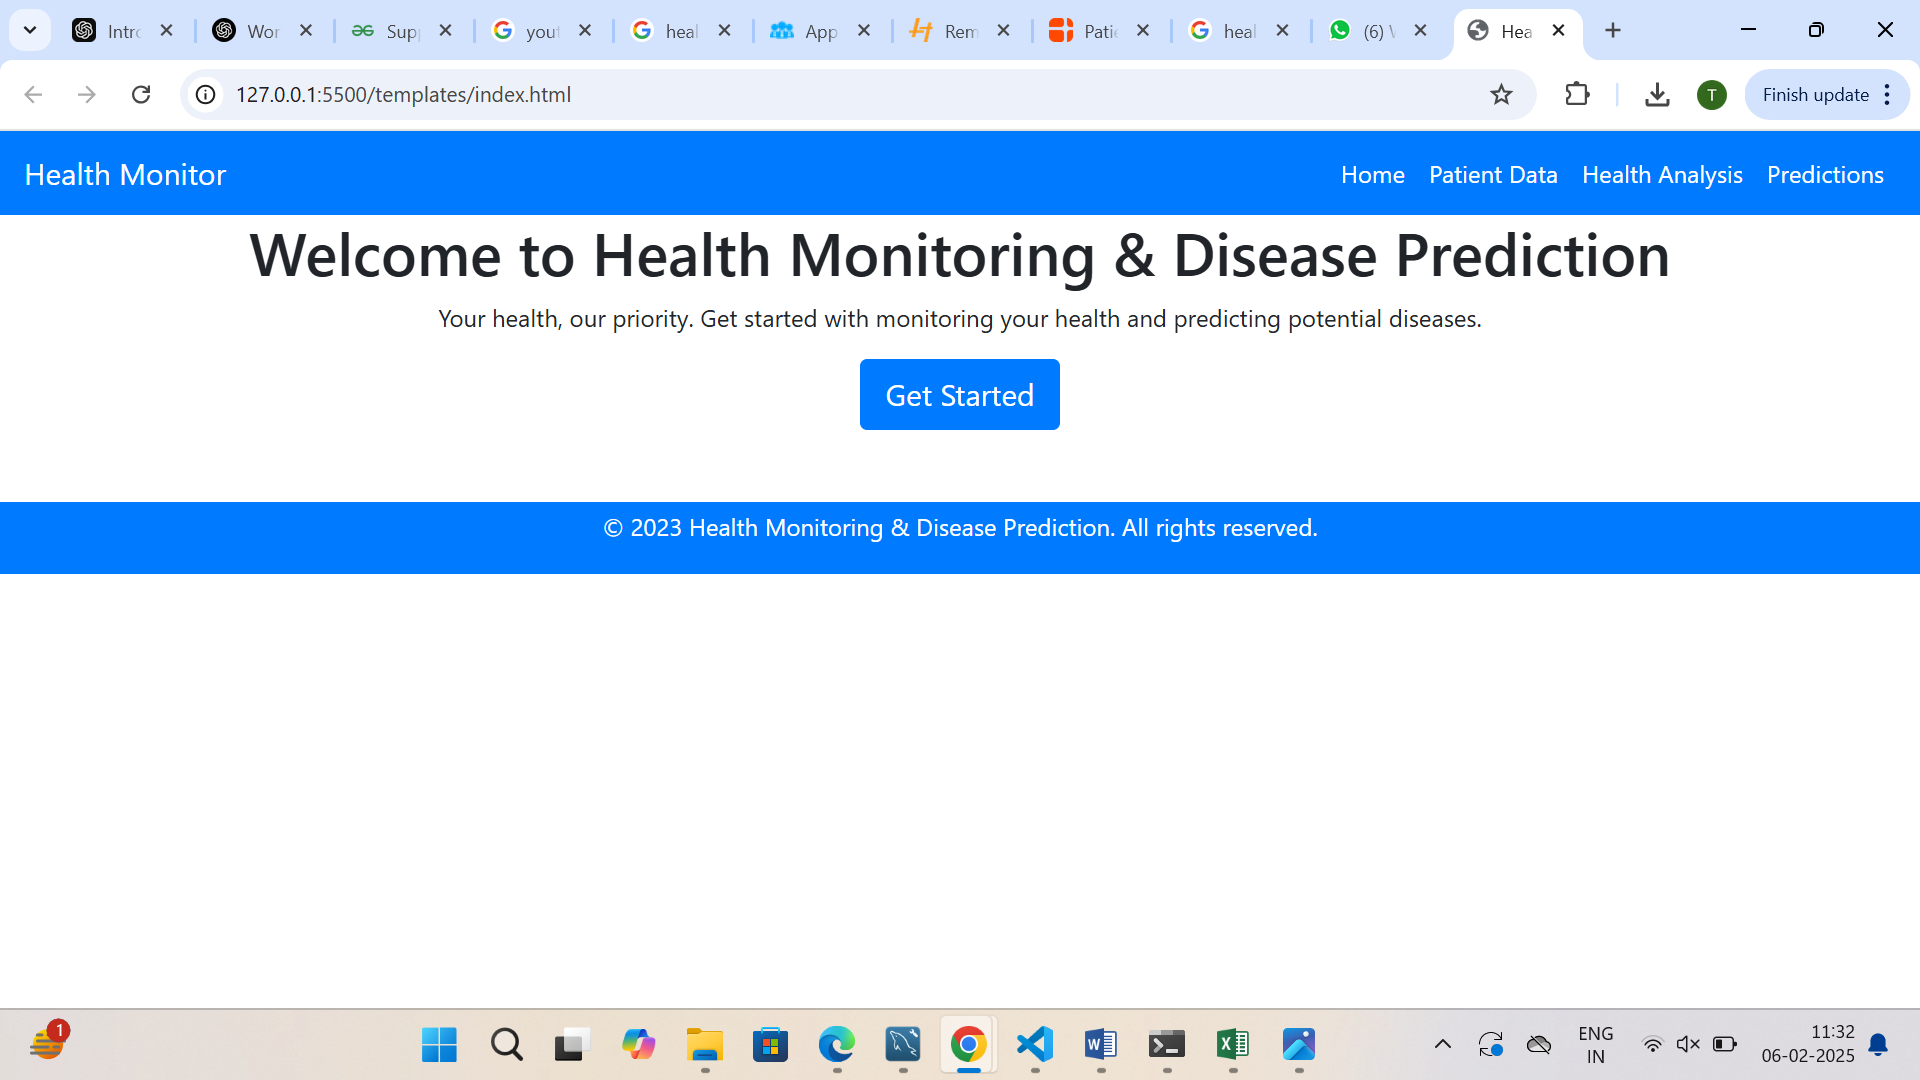 Intro
Wor
Supp
yout
heal
App
Rem
Patie
heal
(6) W
Hea
127.0.0.1:5500/templates/index.html
T
Finish update
Health Monitor
Home Patient Data Health Analysis Predictions
Welcome to Health Monitoring & Disease Prediction
Your health, our priority. Get started with monitoring your health and predicting potential diseases.
Get Started
© 2023 Health Monitoring & Disease Prediction. All rights reserved.
1
ENG
IN
11:32
06-02-2025